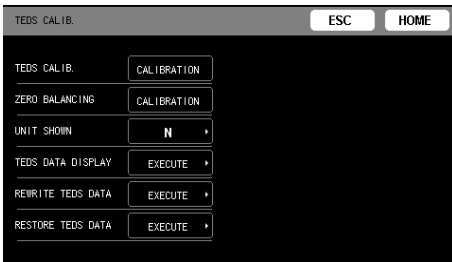 TEDS CALIB. ESC HOME
TEDS CALIB. CALIBRATION
ZERO BALANCING CALIBRATION
UNIT SHOWN N
TEDS DATA DISPLAY EXECUTE
REWRITE TEDS DATA EXECUTE
RESTORE TEDS DATA EXECUTE